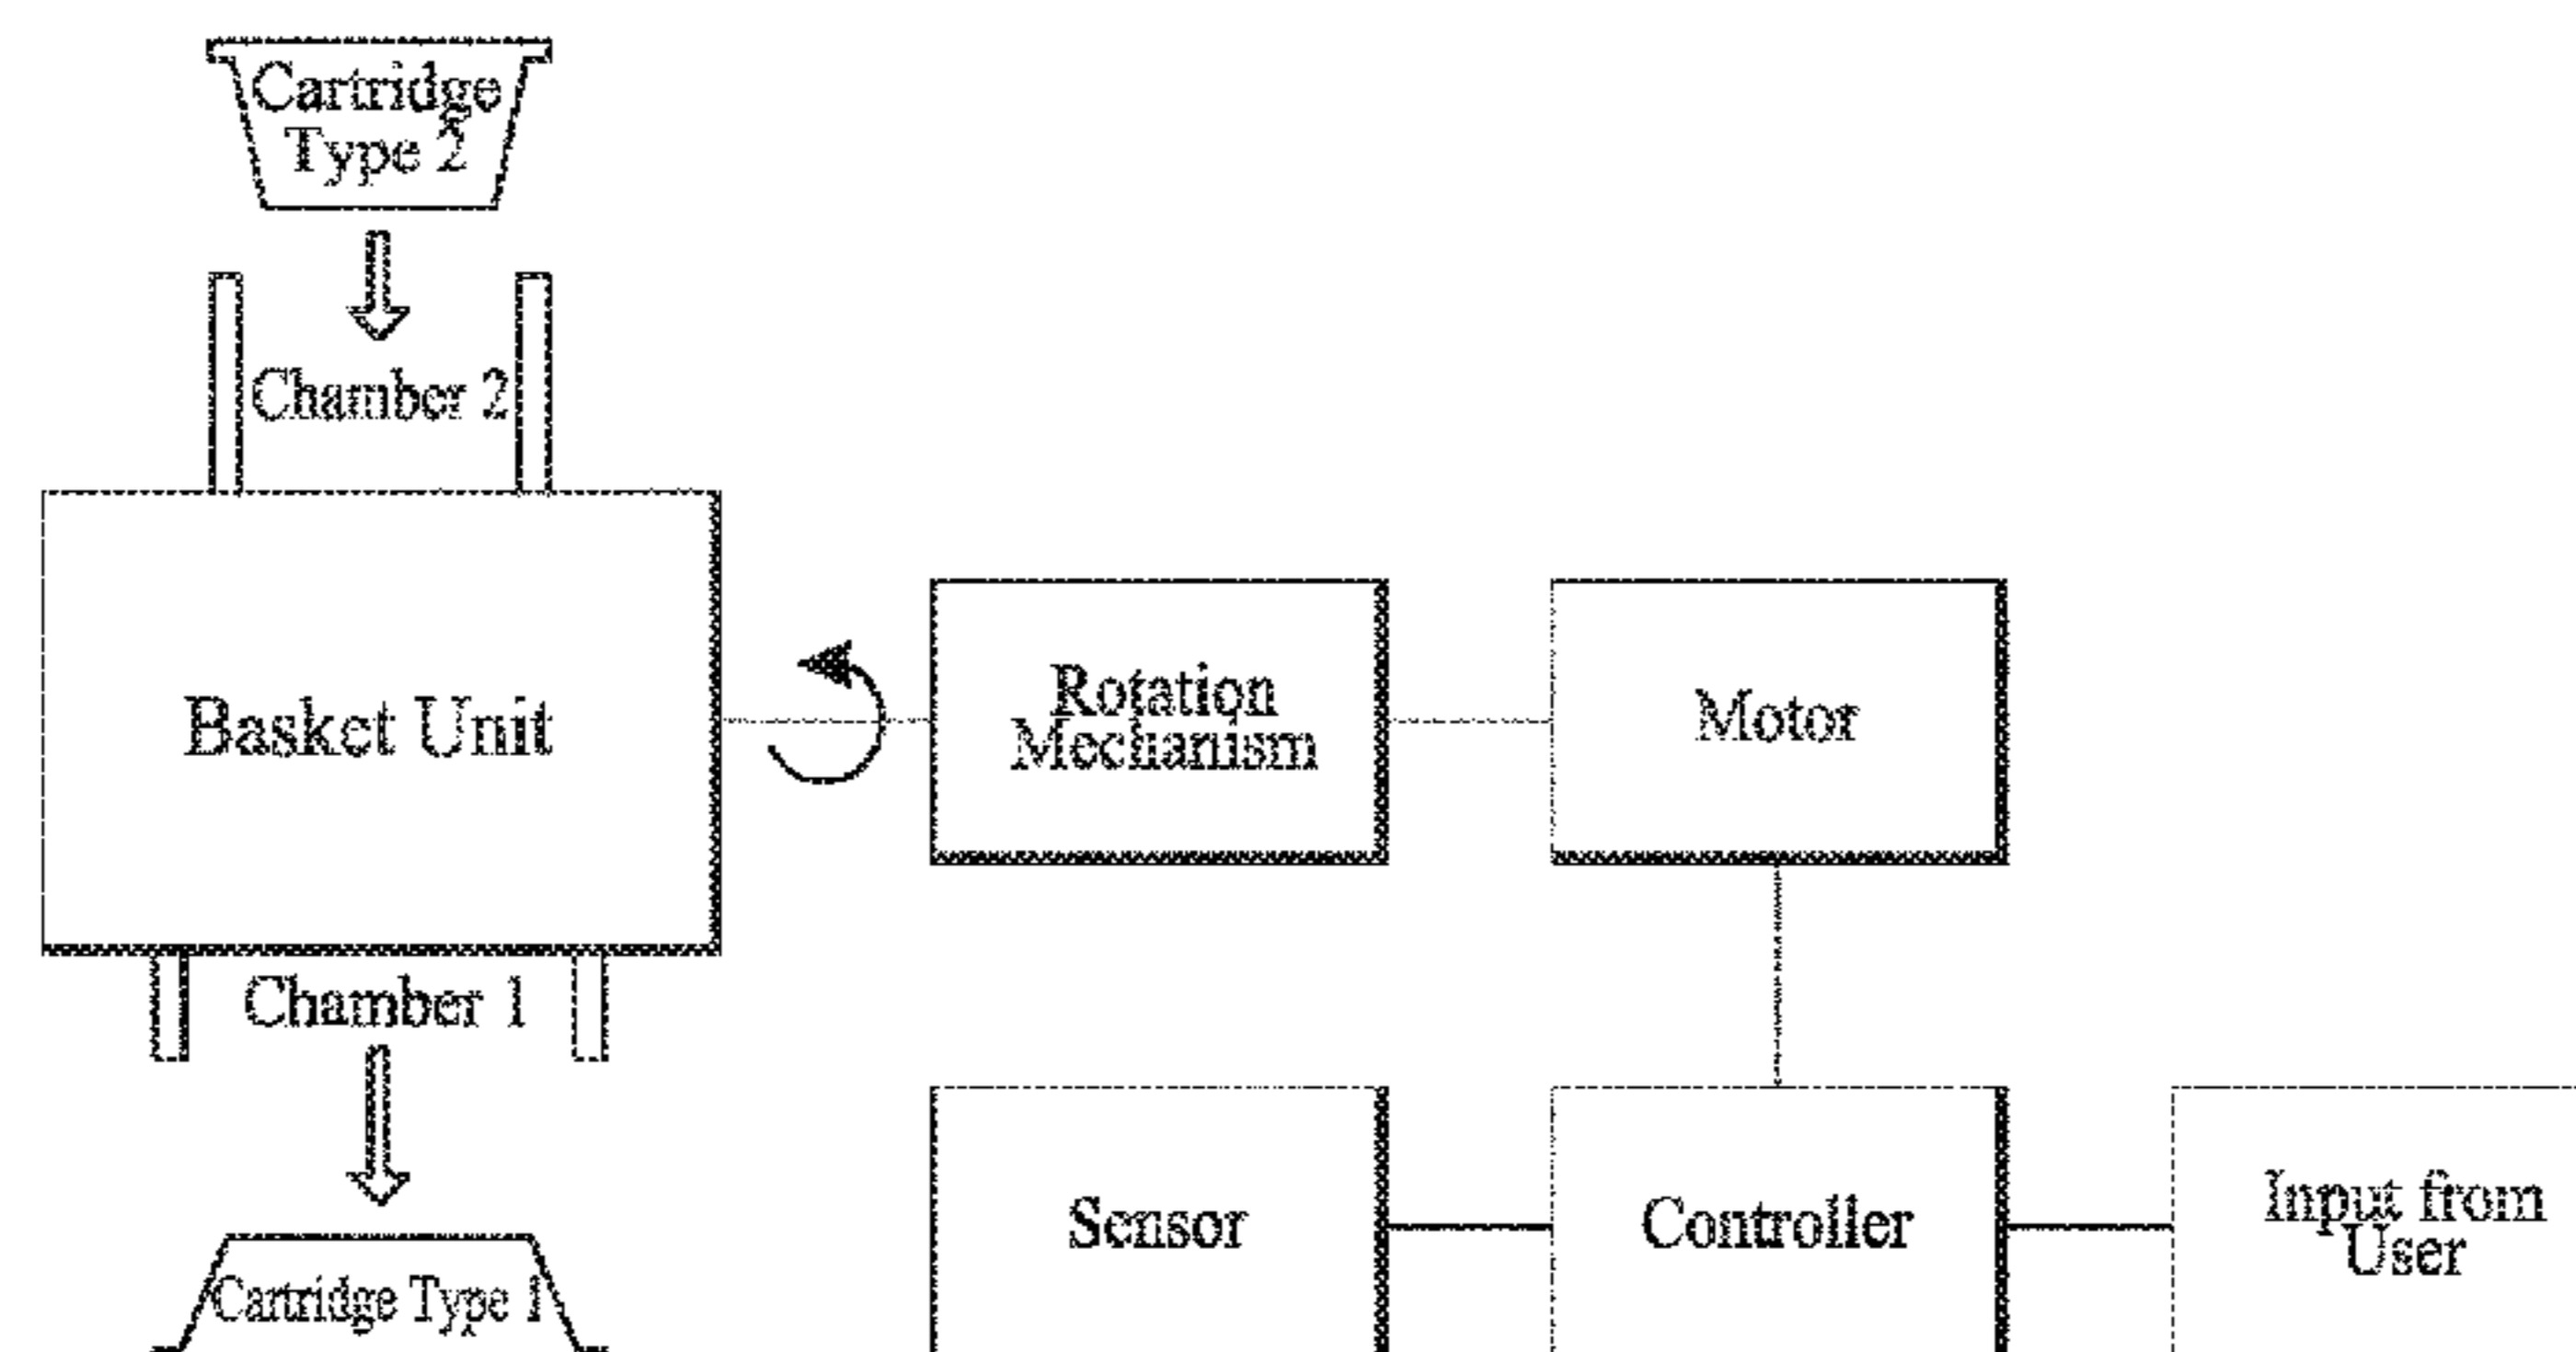 Cartridge
Type 2
Chamber 2
Basket Unit
Rotation
Mechanism
Motor
Chamber 1
Sensor
Controller
Input from
User
Cartridge Type 1